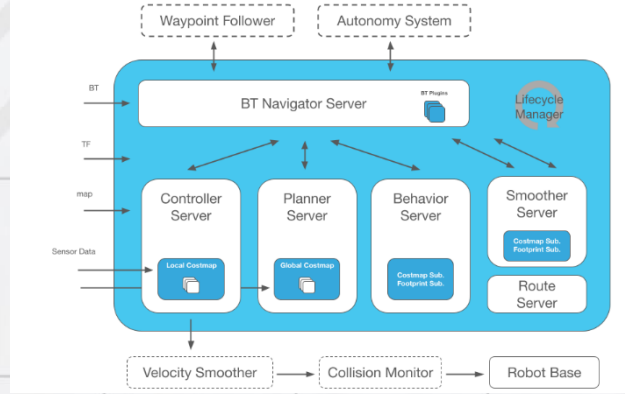 Waypoint Follower
Autonomy System
BT
BT Navigator Server
BT Plugins
Lifecycle
Manager
TF
map
Sensor Data
Controller
Server
Local Costmap
Planner
Server
Global Costmap
Behavior
Server
Costmap Sub.
Footprint Sub.
Smoother
Server
Costmap Sub.
Footprint Sub.
Route
Server
Velocity Smoother
Collision Monitor
Robot Base